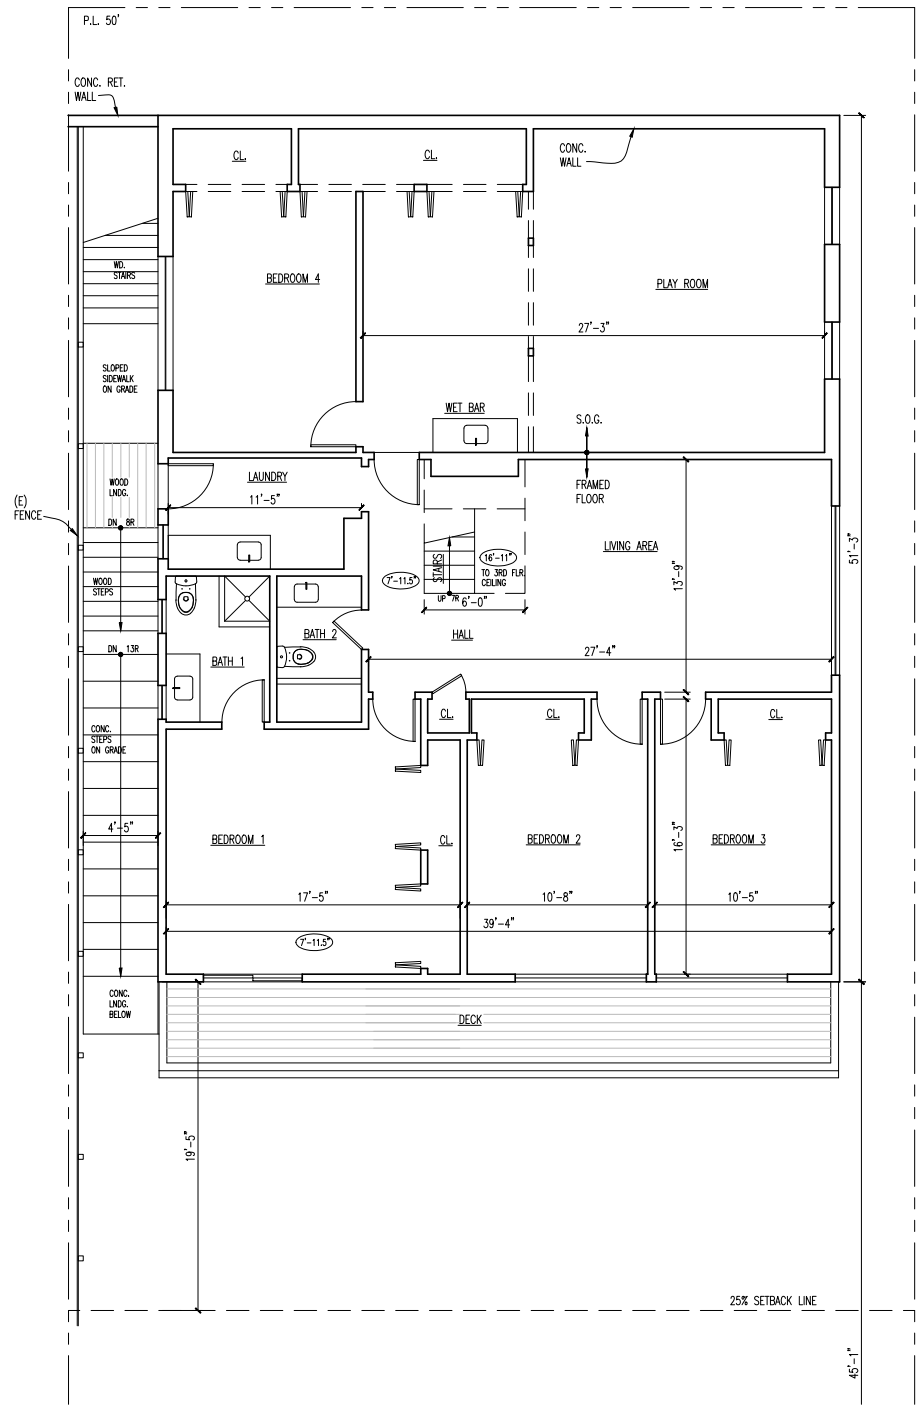 P.L. 50'
CONC. RET.
WALL
CL.
CL.
CONC.
WALL
WD.
STAIRS
BEDROOM 4
PLAY ROOM
27'-3"
SLOPED
SIDEWALK
ON GRADE
WET BAR
S.O.G.
LAUNDRY
11'-5"
WOOD
LNDG.
FRAMED
FLOOR
(E)
FENCE
DN 8R
LIVING AREA
51'-3"
STAIRS
16'-11"
TO 3RD FLR.
CEILING
7'-11.5"
13'-9"
WOOD
STEPS
UP 7R
6'-0"
BATH 2
HALL
DN 13R
BATH 1
27'-4"
CL.
CL.
CL.
CONC.
STEPS
ON GRADE
4'-5"
BEDROOM 1
CL.
BEDROOM 2
16'-3"
BEDROOM 3
17'-5"
10'-8"
10'-5"
39'-4"
7'-11.5"
CONC.
LNDG.
BELOW
DECK
19'-5"
25% SETBACK LINE
45'-1"